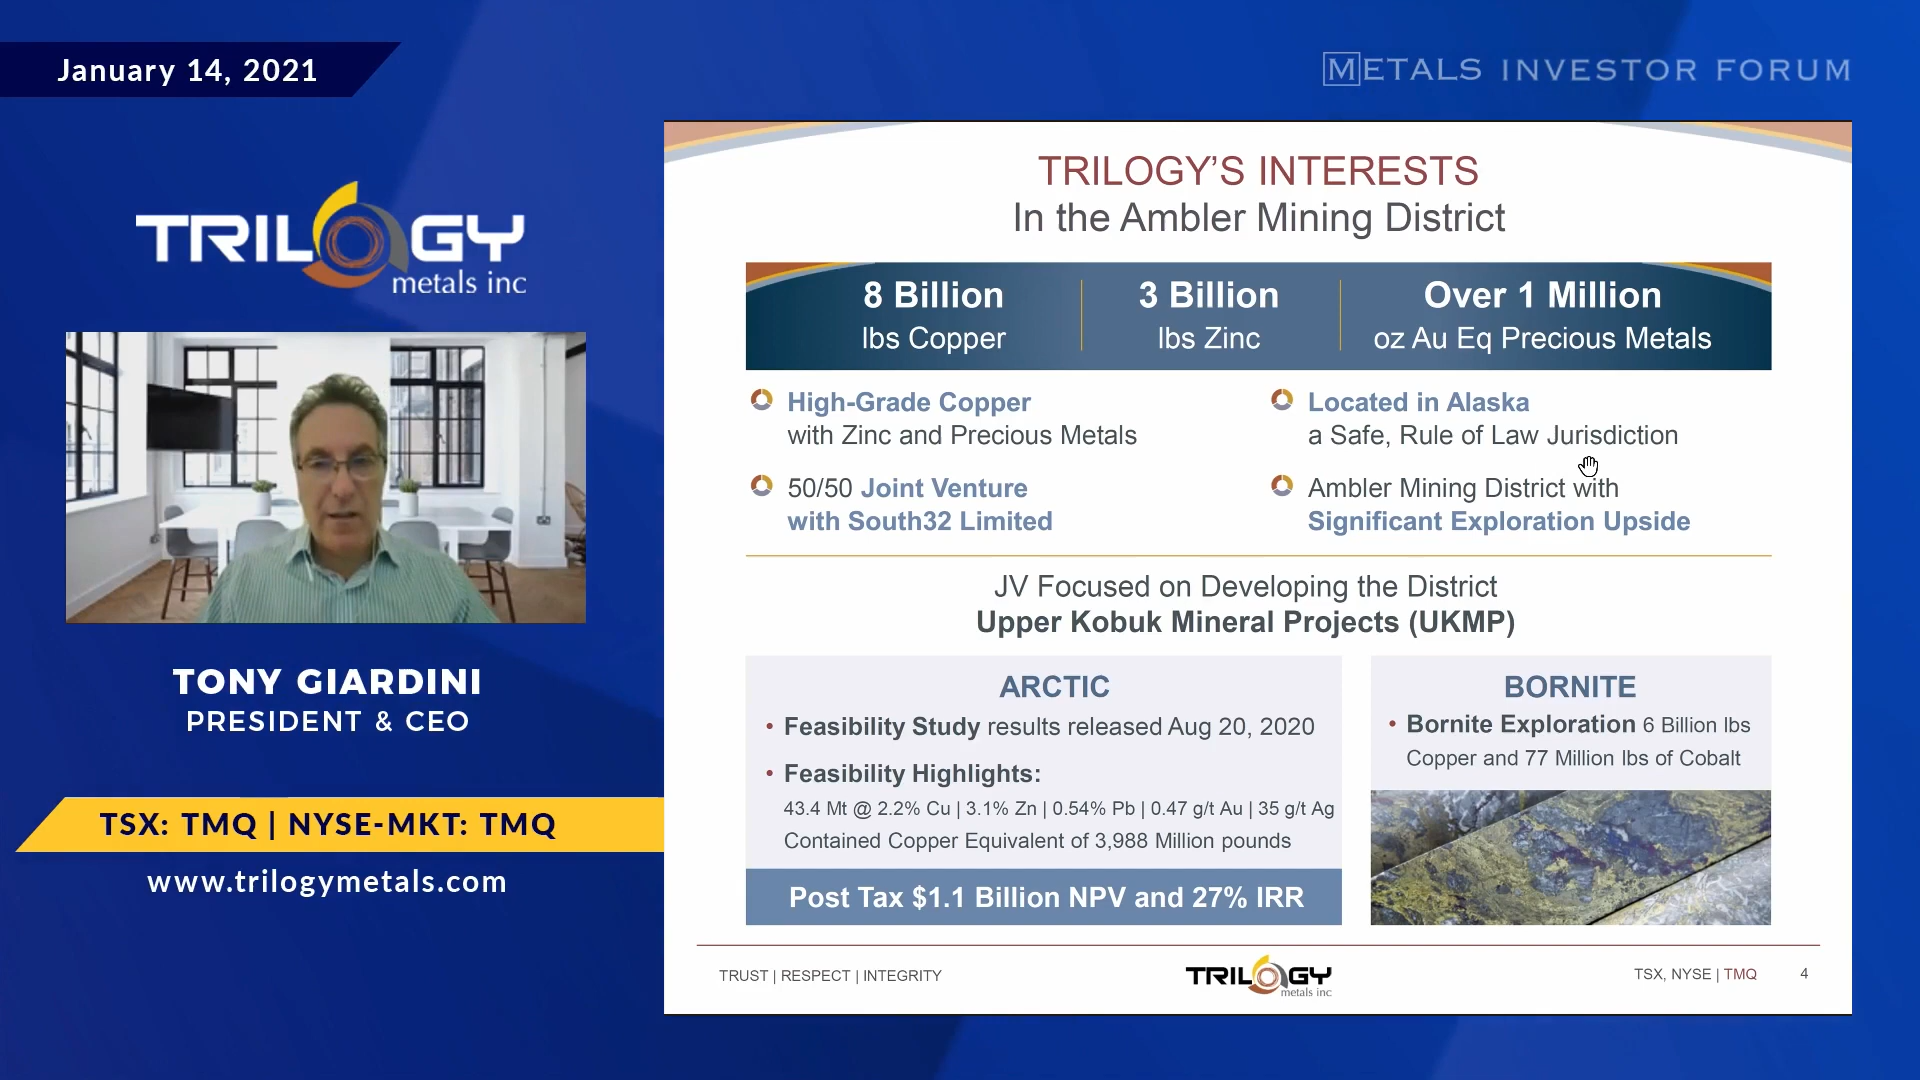 January 14, 2021
METALS INVESTOR FORUM
TRILOGY
metals inc
TONY GIARDINI
PRESIDENT & CEO
TSX: TMQ | NYSE-MKT: TMQ
www.trilogymetals.com
TRILOGY'S INTERESTS
In the Ambler Mining District
8 Billion
lbs Copper
3 Billion
lbs Zinc
Over 1 Million
oz Au Eq Precious Metals
High-Grade Copper
with Zinc and Precious Metals
50/50 Joint Venture
with South32 Limited
Located in Alaska
a Safe, Rule of Law Jurisdiction
Ambler Mining District with
Significant Exploration Upside
JV Focused on Developing the District
Upper Kobuk Mineral Projects (UKMP)
ARCTIC
• Feasibility Study results released Aug 20, 2020
• Feasibility Highlights:
43.4 Mt @ 2.2% Cu | 3.1% Zn | 0.54% Pb | 0.47 g/t Au | 35 g/t Ag
Contained Copper Equivalent of 3,988 Million pounds
Post Tax $1.1 Billion NPV and 27% IRR
BORNITE
• Bornite Exploration 6 Billion lbs
Copper and 77 Million lbs of Cobalt
TRUST | RESPECT | INTEGRITY
TRILOGY
metals inc
TSX, NYSE | TMQ
4